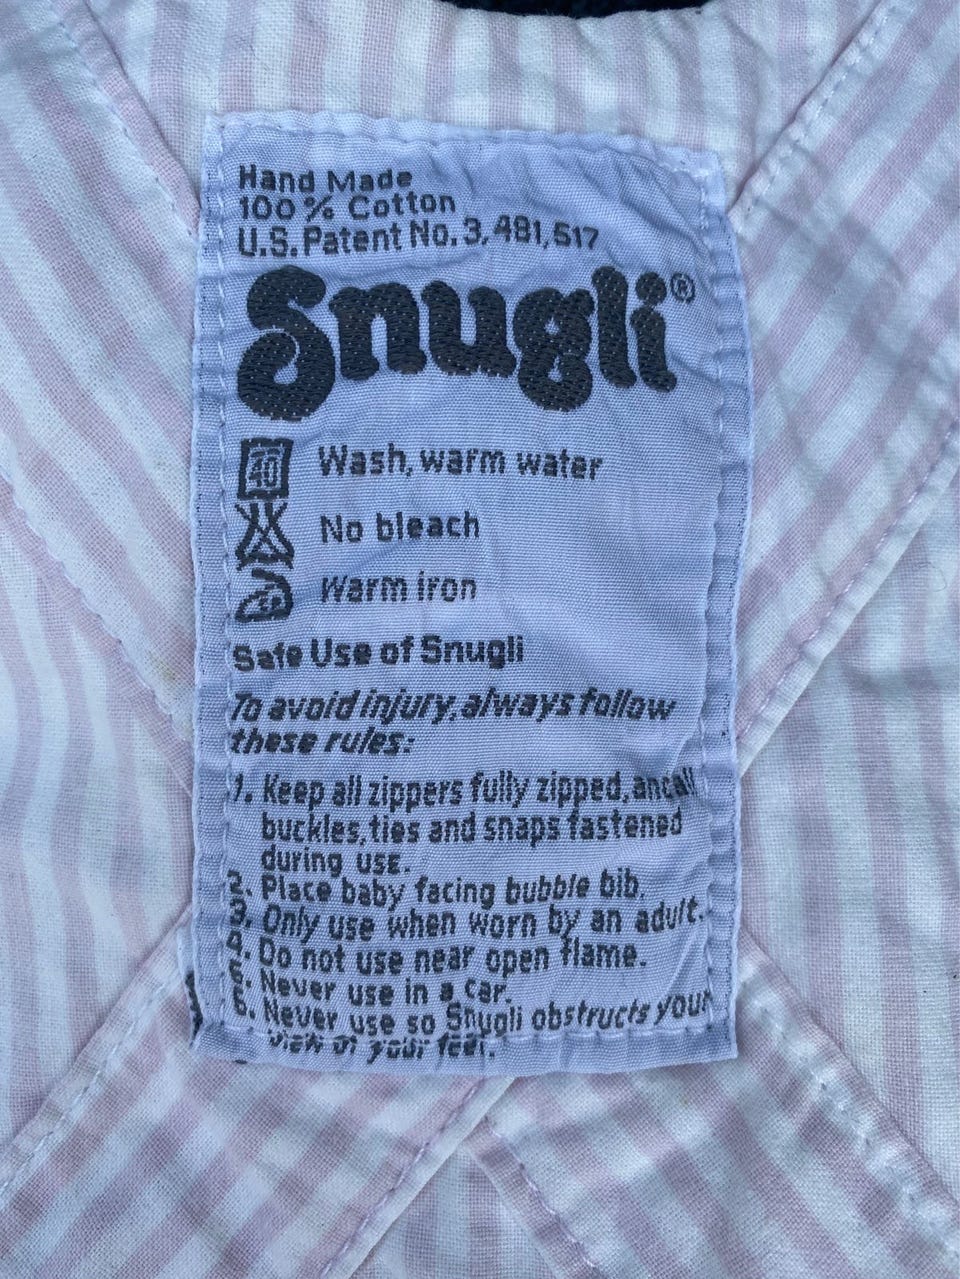 Hand Made
100% Cotton
U.S. Patent No. 3,481,517
Snugli®
40 Wash, warm water
No bleach
Warm iron
Safe Use of Snugli
To avoid injury, always follow
these rules:
1. Keep all zippers fully zipped, and all
buckles, ties and snaps fastened
during use.
2. Place baby facing bubble bib.
3. Only use when worn by an adult.
4. Do not use near open flame.
5. Never use in a car.
6. Never use so Snugli obstructs your
view of your feet.